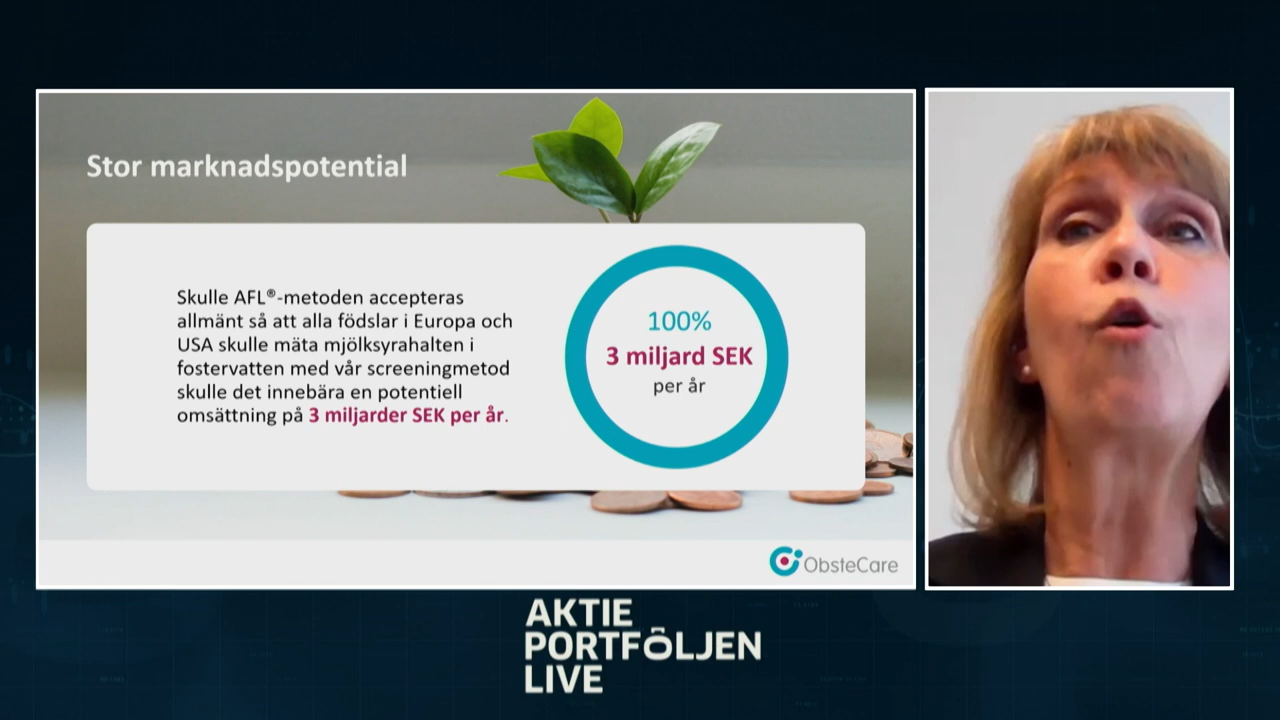 Stor marknadspotential
Skulle AFL®-metoden accepteras
allmänt så att alla födslar i Europa och
USA skulle mäta mjölksyrahalten i
fostervatten med vår screeningmetod
skulle det innebära en potentiell
omsättning på 3 miljarder SEK per år.
100%
3 miljard SEK
per år
ObsteCare
AKTIE
PORTFÖLJEN
LIVE